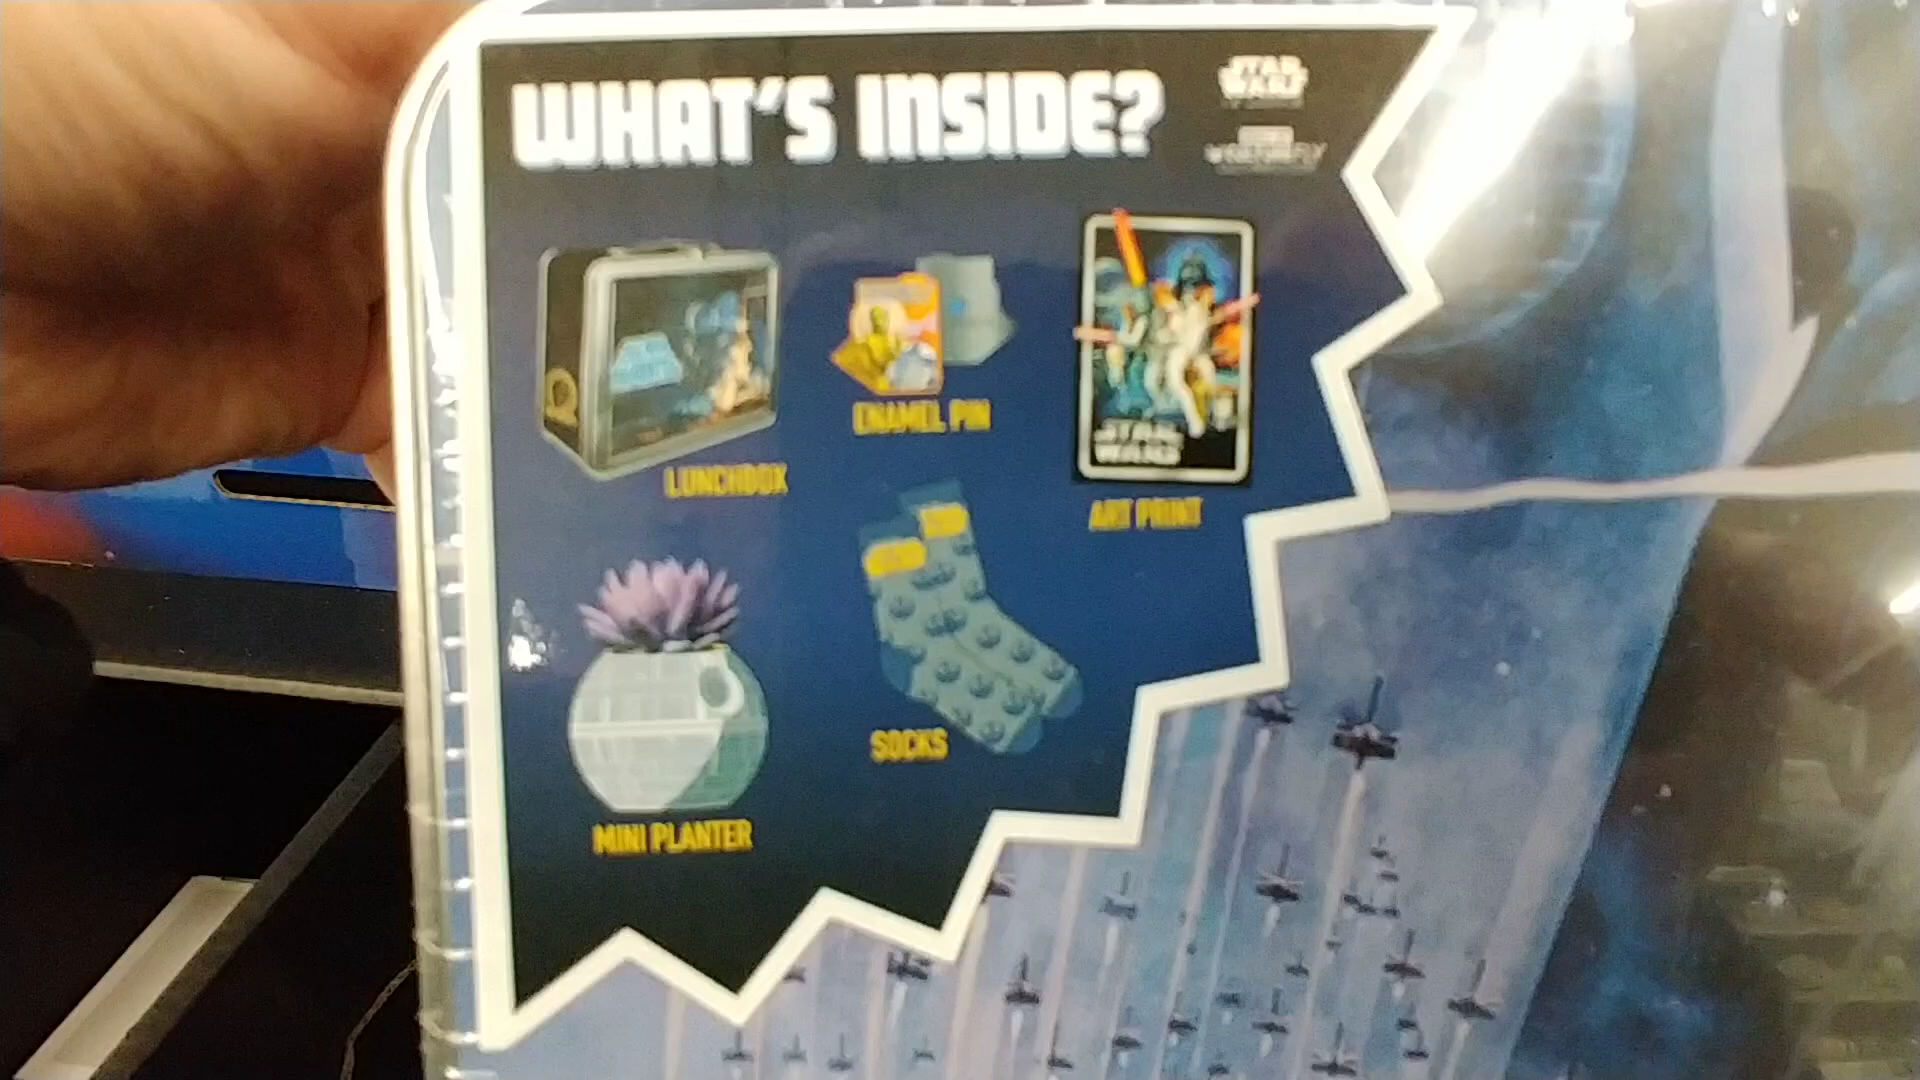 WHAT'S INSIDE?
STAR
WARS
LUNCHBOX
ENAMEL PIN
STAR
WARS
ART PRINT
SOCKS
MINI PLANTER